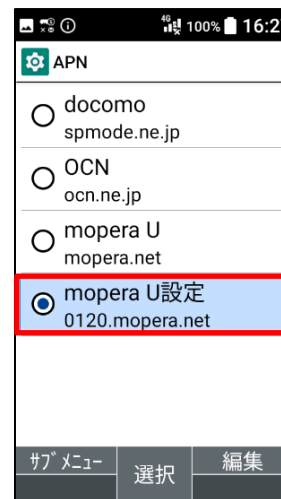 4G 100% 16:2
APN
docomo
spmode.ne.jp
OCN
ocn.ne.jp
mopera U
mopera.net
mopera U設定
0120.mopera.net
ｻﾌﾞﾒﾆｭｰ 選択 編集